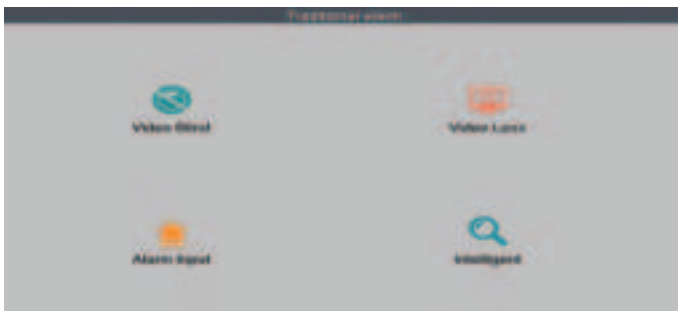 Traditional alarm
Video Blind
Video Loss
Alarm Input
Intelligent